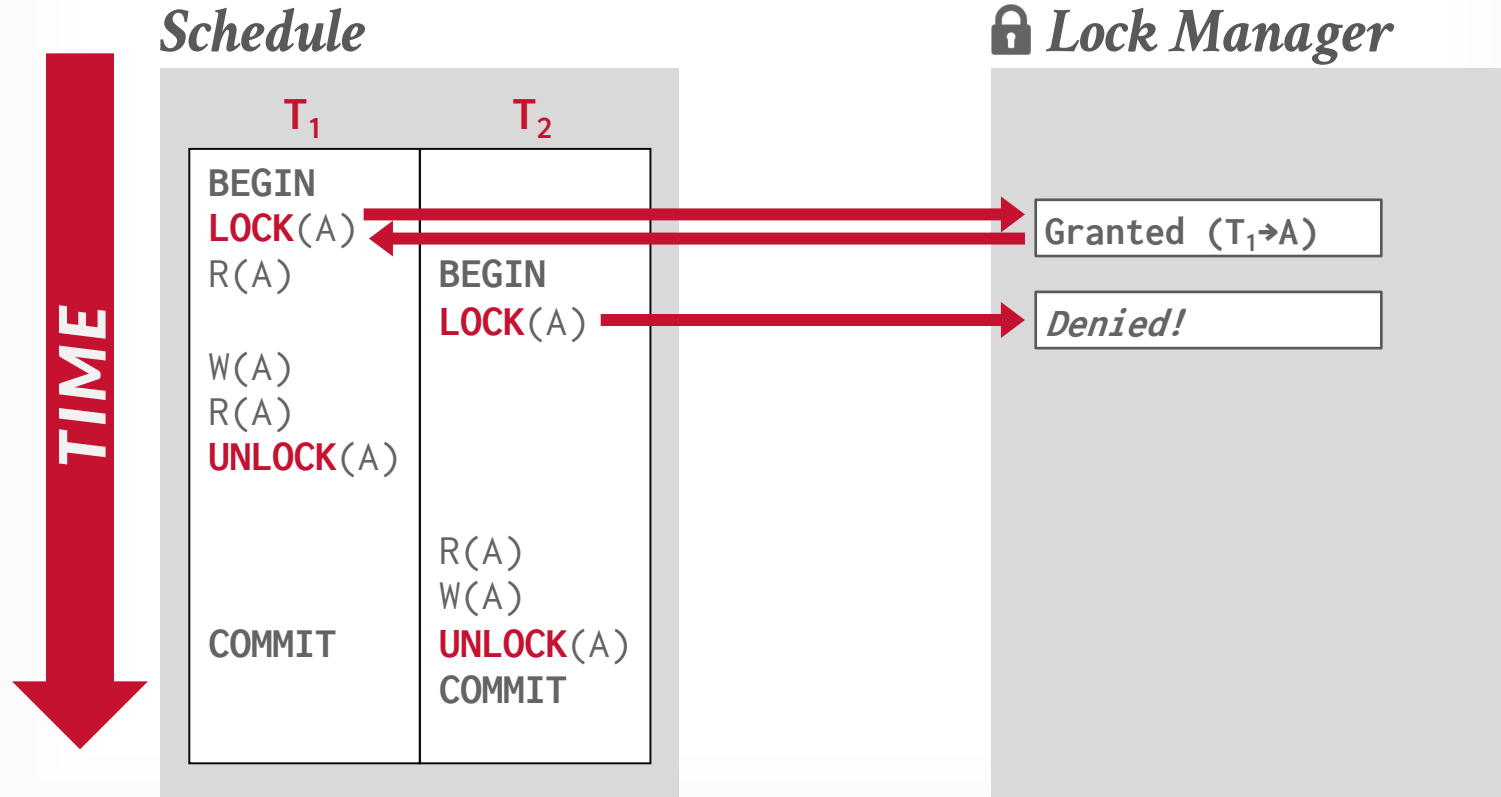 Schedule
Lock Manager
TIME
T₁ T₂
BEGIN
LOCK(A)
Granted (T₁→A)
R(A) BEGIN
LOCK(A)
Denied!
W(A)
R(A)
UNLOCK(A)
R(A)
W(A)
COMMIT UNLOCK(A)
COMMIT